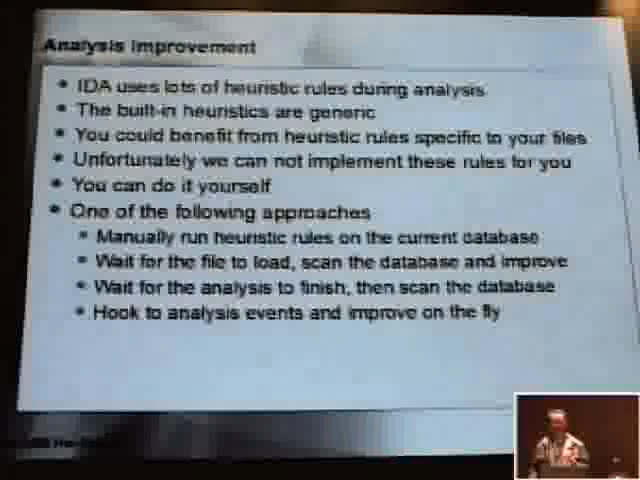 Analysis Improvement
• IDA uses lots of heuristic rules during analysis
• The built-in heuristics are generic
• You could benefit from heuristic rules specific to your files
• Unfortunately we can not implement these rules for you
• You can do it yourself
• One of the following approaches
• Manually run heuristic rules on the current database
• Wait for the file to load, scan the database and improve
• Wait for the analysis to finish, then scan the database
• Hook to analysis events and improve on the fly